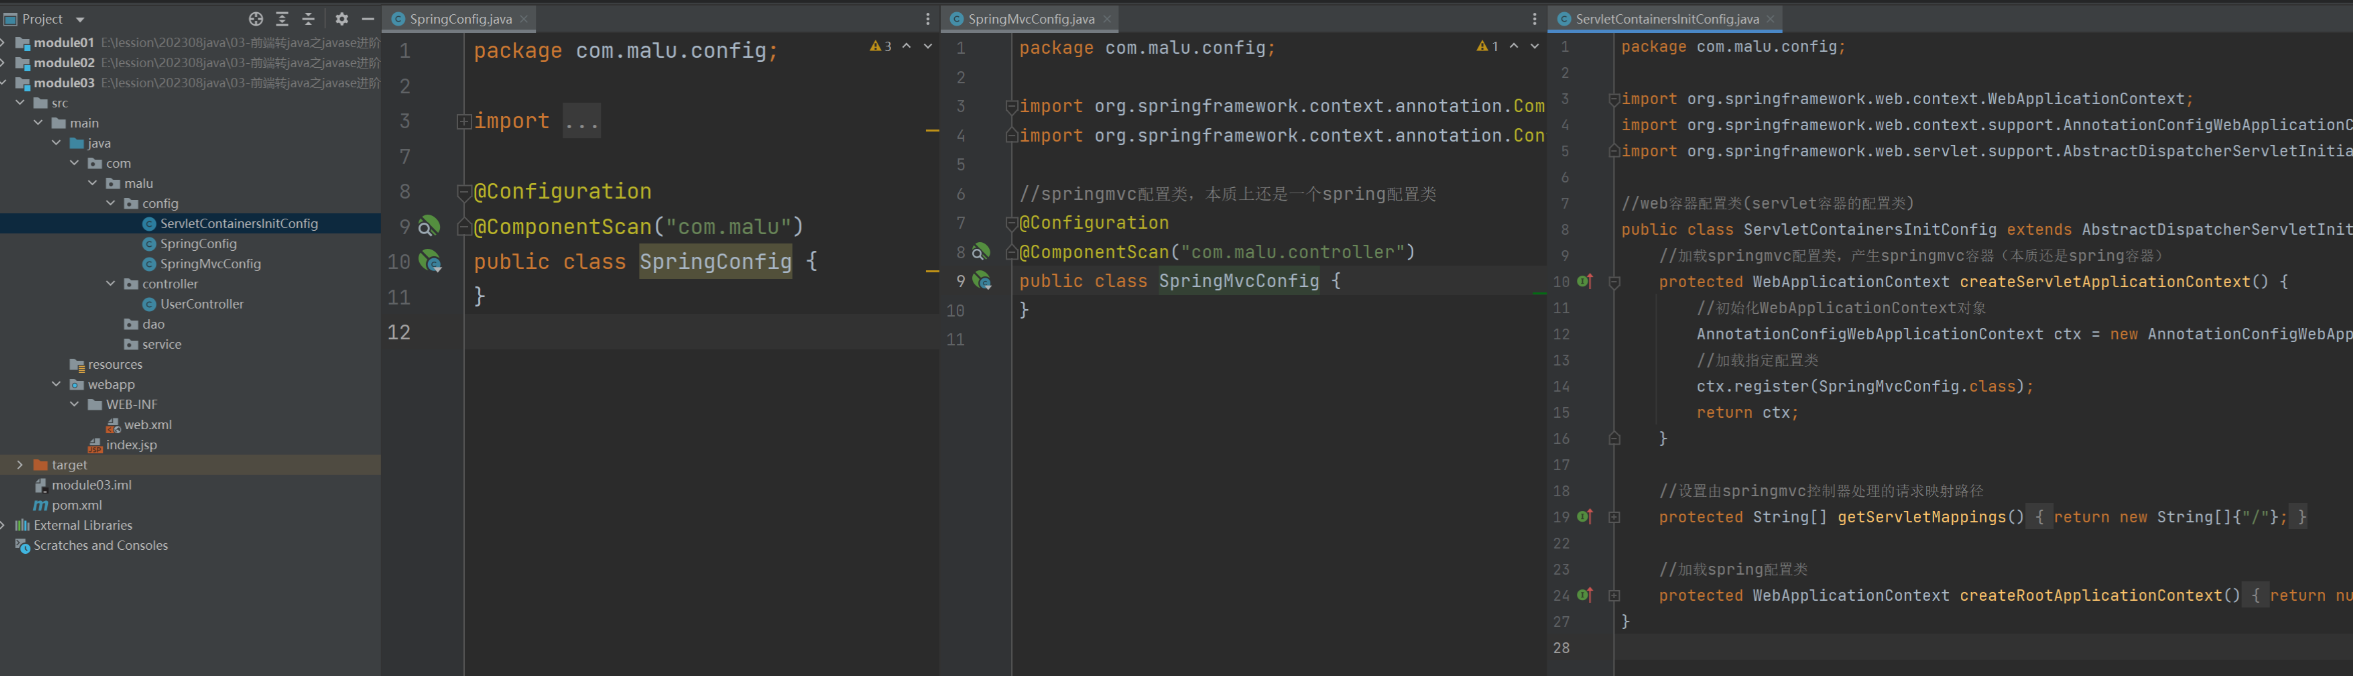 Project
module01 E:\lession\202308java\03-前端转java之javase进阶
module02 E:\lession\202308java\03-前端转java之javase进阶
module03 E:\lession\202308java\03-前端转java之javase进阶
src
main
java
com
malu
config
ServletContainersInitConfig
SpringConfig
SpringMvcConfig
controller
UserController
dao
service
resources
webapp
WEB-INF
web.xml
index.jsp
target
module03.iml
pom.xml
External Libraries
Scratches and Consoles
SpringConfig.java
3
1 package com.malu.config;
2
3 import ...
7
8 @Configuration
9 @ComponentScan("com.malu")
10 public class SpringConfig {
11 }
12
SpringMvcConfig.java
1
1 package com.malu.config;
2
3 import org.springframework.context.annotation.Com
4 import org.springframework.context.annotation.Con
5
6 //springmvc配置类，本质上还是一个spring配置类
7 @Configuration
8 @ComponentScan("com.malu.controller")
9 public class SpringMvcConfig {
10 }
11
ServletContainersInitConfig.java
1 package com.malu.config;
2
3 import org.springframework.web.context.WebApplicationContext;
4 import org.springframework.web.context.support.AnnotationConfigWebApplicationC
5 import org.springframework.web.servlet.support.AbstractDispatcherServletInitia
6
7 //web容器配置类(servlet容器的配置类)
8 public class ServletContainersInitConfig extends AbstractDispatcherServletInit
9 //加载springmvc配置类，产生springmvc容器（本质还是spring容器）
10 protected WebApplicationContext createServletApplicationContext() {
11 //初始化WebApplicationContext对象
12 AnnotationConfigWebApplicationContext ctx = new AnnotationConfigWebApp
13 //加载指定配置类
14 ctx.register(SpringMvcConfig.class);
15 return ctx;
16 }
17
18 //设置由springmvc控制器处理的请求映射路径
19 protected String[] getServletMappings() { return new String[]{"/"}; }
22
23 //加载spring配置类
24 protected WebApplicationContext createRootApplicationContext() { return nu
27 }
28